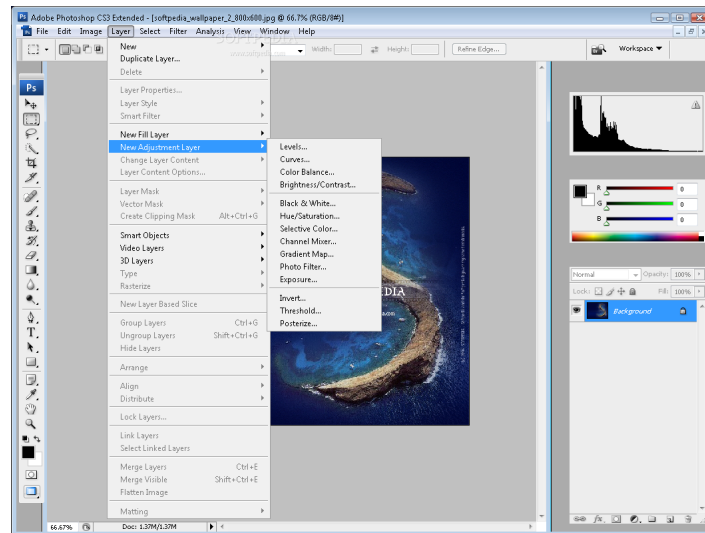 Adobe Photoshop CS3 Extended - [softpedia_wallpaper_2_800x600.jpg @ 66.7% (RGB/8#)]
File Edit Image Layer Select Filter Analysis View Window Help
Width: Height: Refine Edge... Workspace ▼
SOFTPEDIA
www.softpedia.com
Ps
New
Duplicate Layer...
Delete
Layer Properties...
Layer Style
Smart Filter
New Fill Layer
New Adjustment Layer
Change Layer Content
Layer Content Options...
Layer Mask
Vector Mask
Create Clipping Mask Alt+Ctrl+G
Smart Objects
Video Layers
3D Layers
Type
Rasterize
New Layer Based Slice
Group Layers Ctrl+G
Ungroup Layers Shift+Ctrl+G
Hide Layers
Arrange
Align
Distribute
Lock Layers...
Link Layers
Select Linked Layers
Merge Layers Ctrl+E
Merge Visible Shift+Ctrl+E
Flatten Image
Matting
Levels...
Curves...
Color Balance...
Brightness/Contrast...
Black & White...
Hue/Saturation...
Selective Color...
Channel Mixer...
Gradient Map...
Photo Filter...
Exposure...
Invert...
Threshold...
Posterize...
R 0
G 0
B 0
Normal Opacity: 100%
Lock: Fill: 100%
Background
66.67% Doc: 1.37M/1.37M